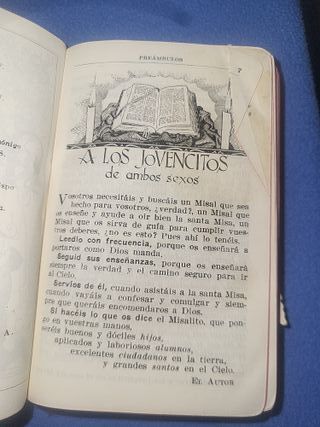 PREÁMBULOS
7
A LOS JOVENCITOS
de ambos sexos
Vosotros necesitáis y buscáis un Misal que sea
hecho para vosotros, ¿verdad?, un Misal que
os enseñe y ayude a oir bien la santa Misa, un
Misal que os sirva de guía para cumplir vues-
tros deberes, ¿no es esto? Pues ahí lo tenéis.
Leedlo con frecuencia, porque os enseñará a
portaros como Dios manda.
Seguid sus enseñanzas, porque os enseñará
siempre la verdad y el camino seguro para ir
al Cielo.
Servíos de él, cuando asistáis a la santa Misa,
cuando vayáis a confesar y comulgar y siem-
pre que queráis encomendaros a Dios.
Si hacéis lo que os dice el Misalito, que pon-
go en vuestras manos,
seréis buenos y dóciles hijos,
aplicados y laboriosos alumnos,
excelentes ciudadanos en la tierra,
y grandes santos en el Cielo.
EL AUTOR
A.